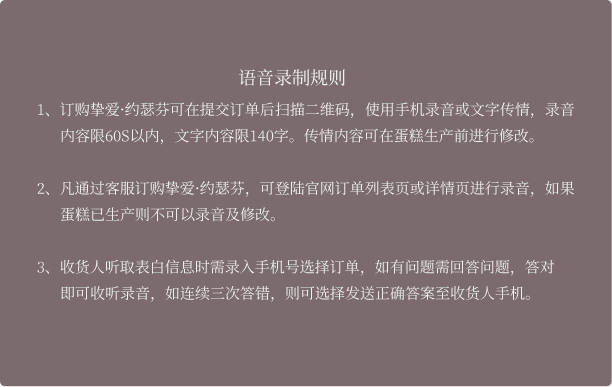 语音录制规则
1、订购挚爱·约瑟芬可在提交订单后扫描二维码，使用手机录音或文字传情，录音
内容限60S以内，文字内容限140字。传情内容可在蛋糕生产前进行修改。
2、凡通过客服订购挚爱·约瑟芬，可登陆官网订单列表页或详情页进行录音，如果
蛋糕已生产则不可以录音及修改。
3、收货人听取表白信息时需录入手机号选择订单，如有问题需回答问题，答对
即可收听录音，如连续三次答错，则可选择发送正确答案至收货人手机。